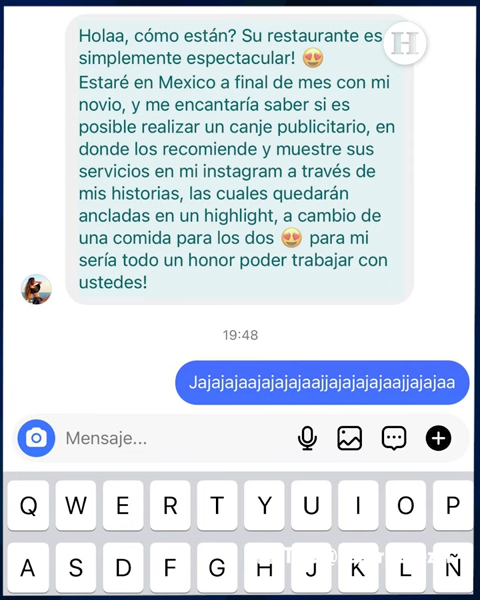 Holaa, cómo están? Su restaurante es
simplemente espectacular! 😍
Estaré en Mexico a final de mes con mi
novio, y me encantaría saber si es
posible realizar un canje publicitario, en
donde los recomiende y muestre sus
servicios en mi instagram a través de
mis historias, las cuales quedarán
ancladas en un highlight, a cambio de
una comida para los dos 😍 para mi
sería todo un honor poder trabajar con
ustedes!
H
19:48
Jajajajaajajajajaajjajajajajaajjajajaa
Mensaje...
Q W E R T Y U I O P
A S D F G H J K L Ñ